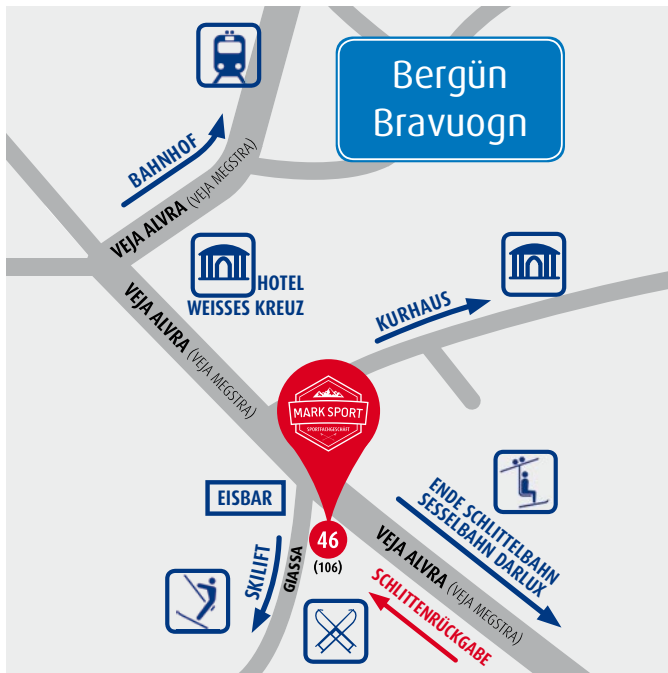 Bergün
Bravuogn
BAHNHOF
VEJA ALVRA (VEJA MEGSTRA)
HOTEL
WEISSES KREUZ
VEJA ALVRA (VEJA MEGSTRA)
KURHAUS
MARK SPORT
SPORTFACHGESCHÄFT
EISBAR
ENDE SCHLITTELBAHN
SESSELBAHN DARLUX
SKILIFT
GIASSA
46
(106)
VEJA ALVRA (VEJA MEGSTRA)
SCHLITTENRÜCKGABE